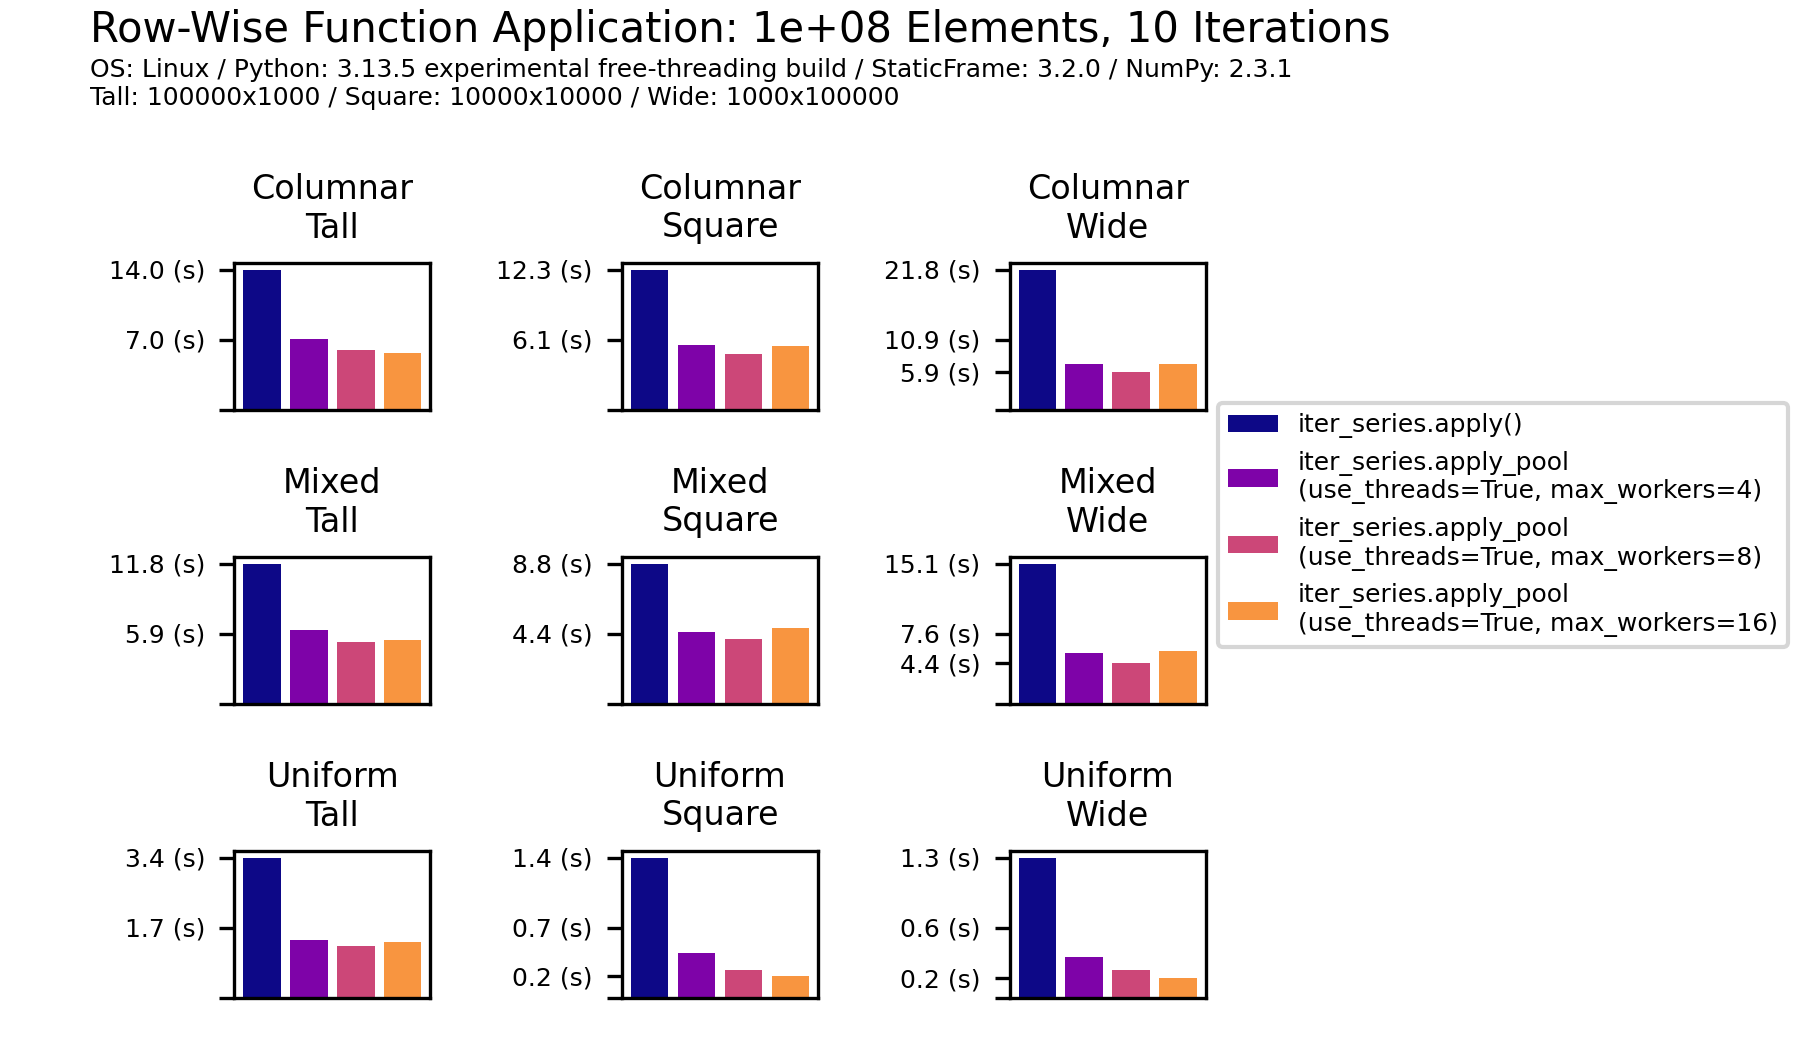 Row-Wise Function Application: 1e+08 Elements, 10 Iterations
OS: Linux / Python: 3.13.5 experimental free-threading build / StaticFrame: 3.2.0 / NumPy: 2.3.1
Tall: 100000x1000 / Square: 10000x10000 / Wide: 1000x100000
Columnar
Tall
14.0 (s)
7.0 (s)
Columnar
Square
12.3 (s)
6.1 (s)
Columnar
Wide
21.8 (s)
10.9 (s)
5.9 (s)
Mixed
Tall
11.8 (s)
5.9 (s)
Mixed
Square
8.8 (s)
4.4 (s)
Mixed
Wide
15.1 (s)
7.6 (s)
4.4 (s)
Uniform
Tall
3.4 (s)
1.7 (s)
Uniform
Square
1.4 (s)
0.7 (s)
0.2 (s)
Uniform
Wide
1.3 (s)
0.6 (s)
0.2 (s)
iter_series.apply()
iter_series.apply_pool
(use_threads=True, max_workers=4)
iter_series.apply_pool
(use_threads=True, max_workers=8)
iter_series.apply_pool
(use_threads=True, max_workers=16)